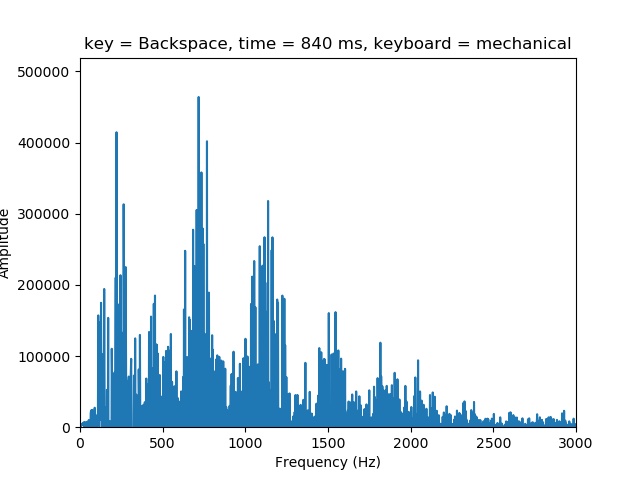 key = Backspace, time = 840 ms, keyboard = mechanical
500000
400000
300000
200000
100000
0
Amplitude
0 500 1000 1500 2000 2500 3000
Frequency (Hz)